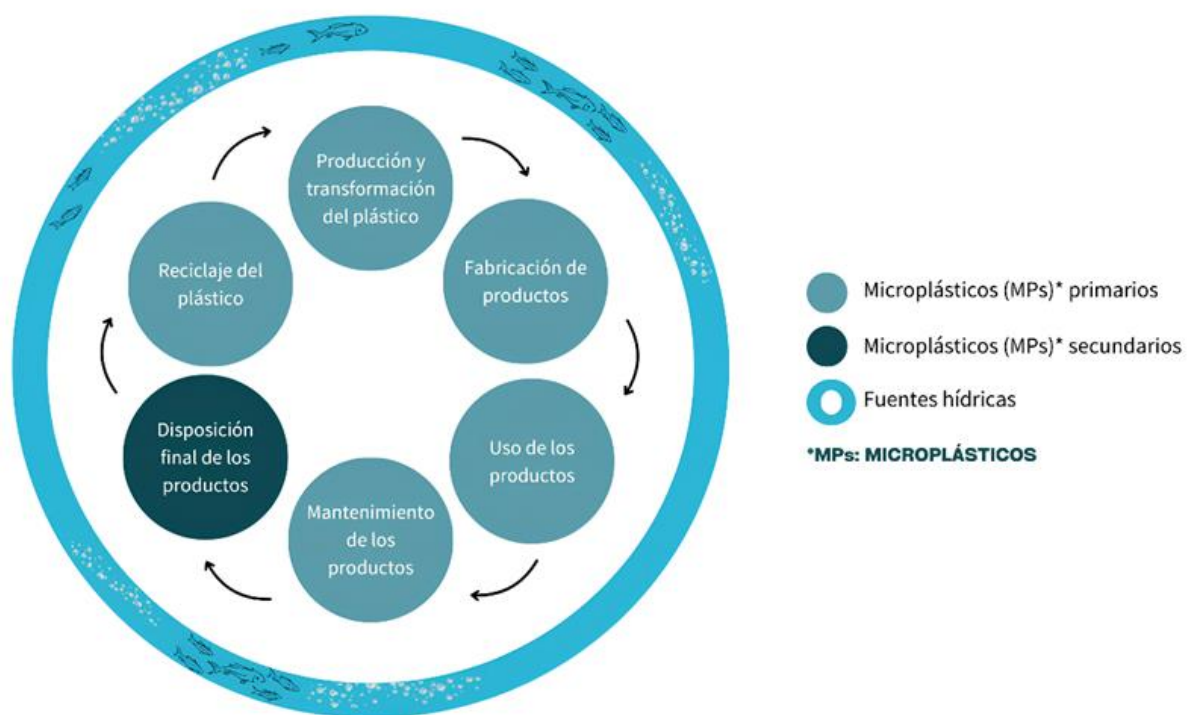 Producción y
transformación
del plástico
Fabricación de
productos
Uso de los
productos
Mantenimiento
de los
productos
Disposición
final de los
productos
Reciclaje del
plástico
Microplásticos (MPs)* primarios
Microplásticos (MPs)* secundarios
Fuentes hídricas
*MPs: MICROPLÁSTICOS